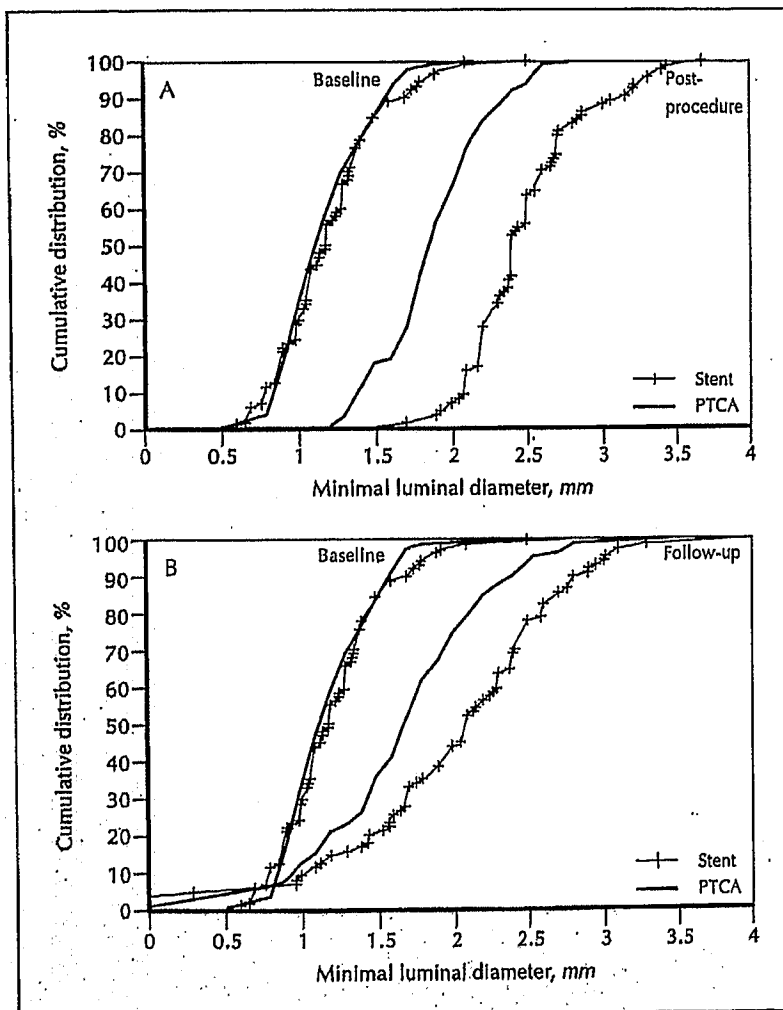 A
Baseline
Post-
procedure
Cumulative distribution, %
100
90
80
70
60
50
40
30
20
10
0
Stent
PTCA
0 0.5 1 1.5 2 2.5 3 3.5 4
Minimal luminal diameter, mm
B
Baseline
Follow-up
Cumulative distribution, %
100
90
80
70
60
50
40
30
20
10
0
Stent
PTCA
0 0.5 1 1.5 2 2.5 3 3.5 4
Minimal luminal diameter, mm